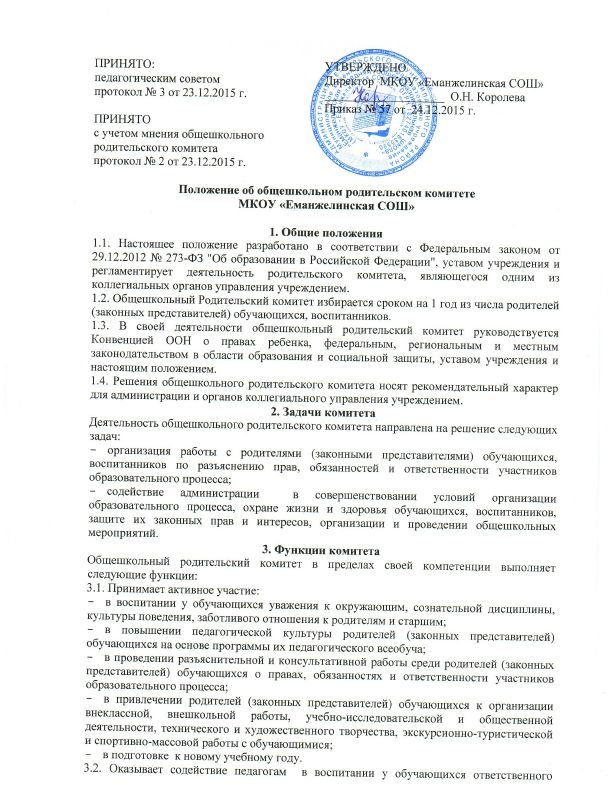 ПРИНЯТО:
педагогическим советом
протокол № 3 от 23.12.2015 г.
ПРИНЯТО
с учетом мнения общешкольного
родительского комитета
протокол № 2 от 23.12.2015 г.
УТВЕРЖДЕНО
Директор МКОУ «Еманжелинская СОШ»
О.Н. Королева
Приказ № 57 от 24.12.2015 г.
Положение об общешкольном родительском комитете
МКОУ «Еманжелинская СОШ»
1. Общие положения
1.1. Настоящее положение разработано в соответствии с Федеральным законом от
29.12.2012 № 273-ФЗ "Об образовании в Российской Федерации", уставом учреждения и
регламентирует деятельность родительского комитета, являющегося одним из
коллегиальных органов управления учреждением.
1.2. Общешкольный Родительский комитет избирается сроком на 1 год из числа родителей
(законных представителей) обучающихся, воспитанников.
1.3. В своей деятельности общешкольный родительский комитет руководствуется
Конвенцией ООН о правах ребенка, федеральным, региональным и местным
законодательством в области образования и социальной защиты, уставом учреждения и
настоящим положением.
1.4. Решения общешкольного родительского комитета носят рекомендательный характер
для администрации и органов коллегиального управления учреждением.
2. Задачи комитета
Деятельность общешкольного родительского комитета направлена на решение следующих
задач:
− организация работы с родителями (законными представителями) обучающихся,
воспитанников по разъяснению прав, обязанностей и ответственности участников
образовательного процесса;
− содействие администрации в совершенствовании условий организации
образовательного процесса, охране жизни и здоровья обучающихся, воспитанников,
защите их законных прав и интересов, организации и проведении общешкольных
мероприятий.
3. Функции комитета
Общешкольный родительский комитет в пределах своей компетенции выполняет
следующие функции:
3.1. Принимает активное участие:
− в воспитании у обучающихся уважения к окружающим, сознательной дисциплины,
культуры поведения, заботливого отношения к родителям и старшим;
− в повышении педагогической культуры родителей (законных представителей)
обучающихся на основе программы их педагогического всеобуча;
− в проведении разъяснительной и консультативной работы среди родителей (законных
представителей) обучающихся о правах, обязанностях и ответственности участников
образовательного процесса;
− в привлечении родителей (законных представителей) обучающихся к организации
внеклассной, внешкольной работы, учебно-исследовательской и общественной
деятельности, технического и художественного творчества, экскурсионно-туристической
и спортивно-массовой работы с обучающимися;
− в подготовке к новому учебному году.
3.2. Оказывает содействие педагогам в воспитании у обучающихся ответственного